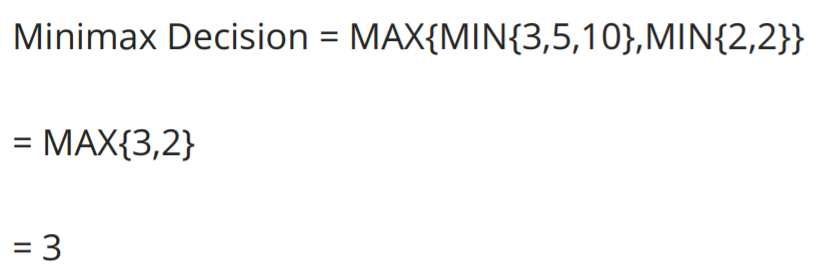 Minimax Decision = MAX{MIN{3,5,10},MIN{2,2}}
= MAX{3,2}
= 3